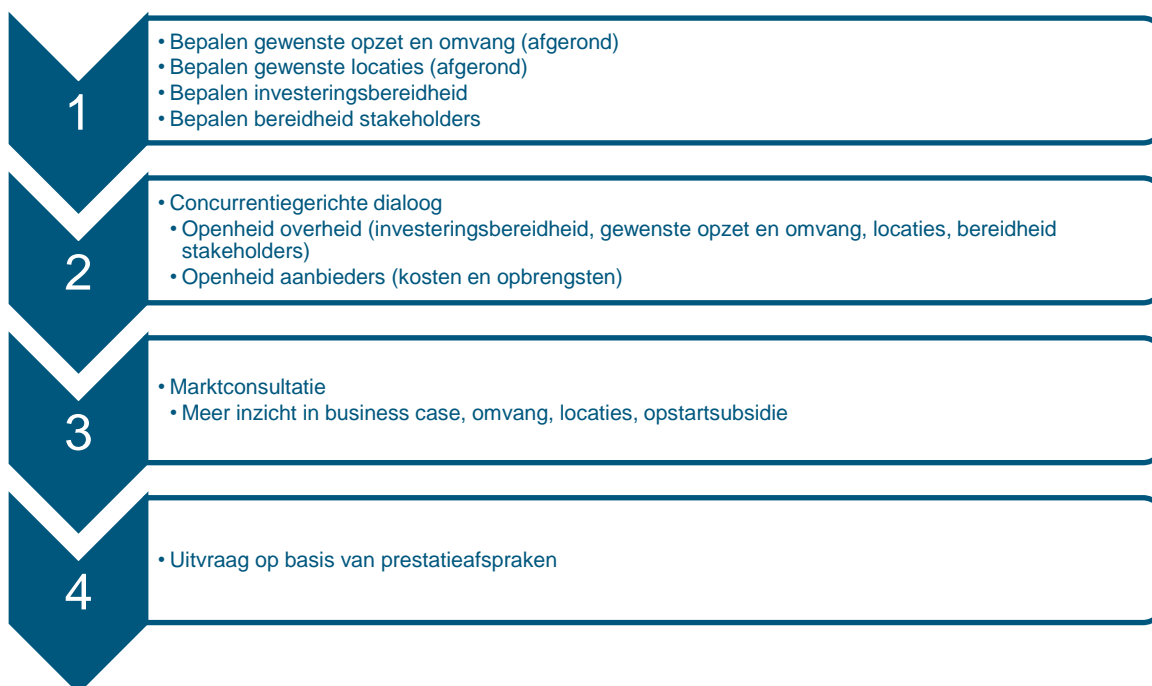 1
• Bepalen gewenste opzet en omvang (afgerond)
• Bepalen gewenste locaties (afgerond)
• Bepalen investeringsbereidheid
• Bepalen bereidheid stakeholders
2
• Concurrentiegerichte dialoog
• Openheid overheid (investeringsbereidheid, gewenste opzet en omvang, locaties, bereidheid
stakeholders)
• Openheid aanbieders (kosten en opbrengsten)
3
• Marktconsultatie
• Meer inzicht in business case, omvang, locaties, opstartsubsidie
4
• Uitvraag op basis van prestatieafspraken